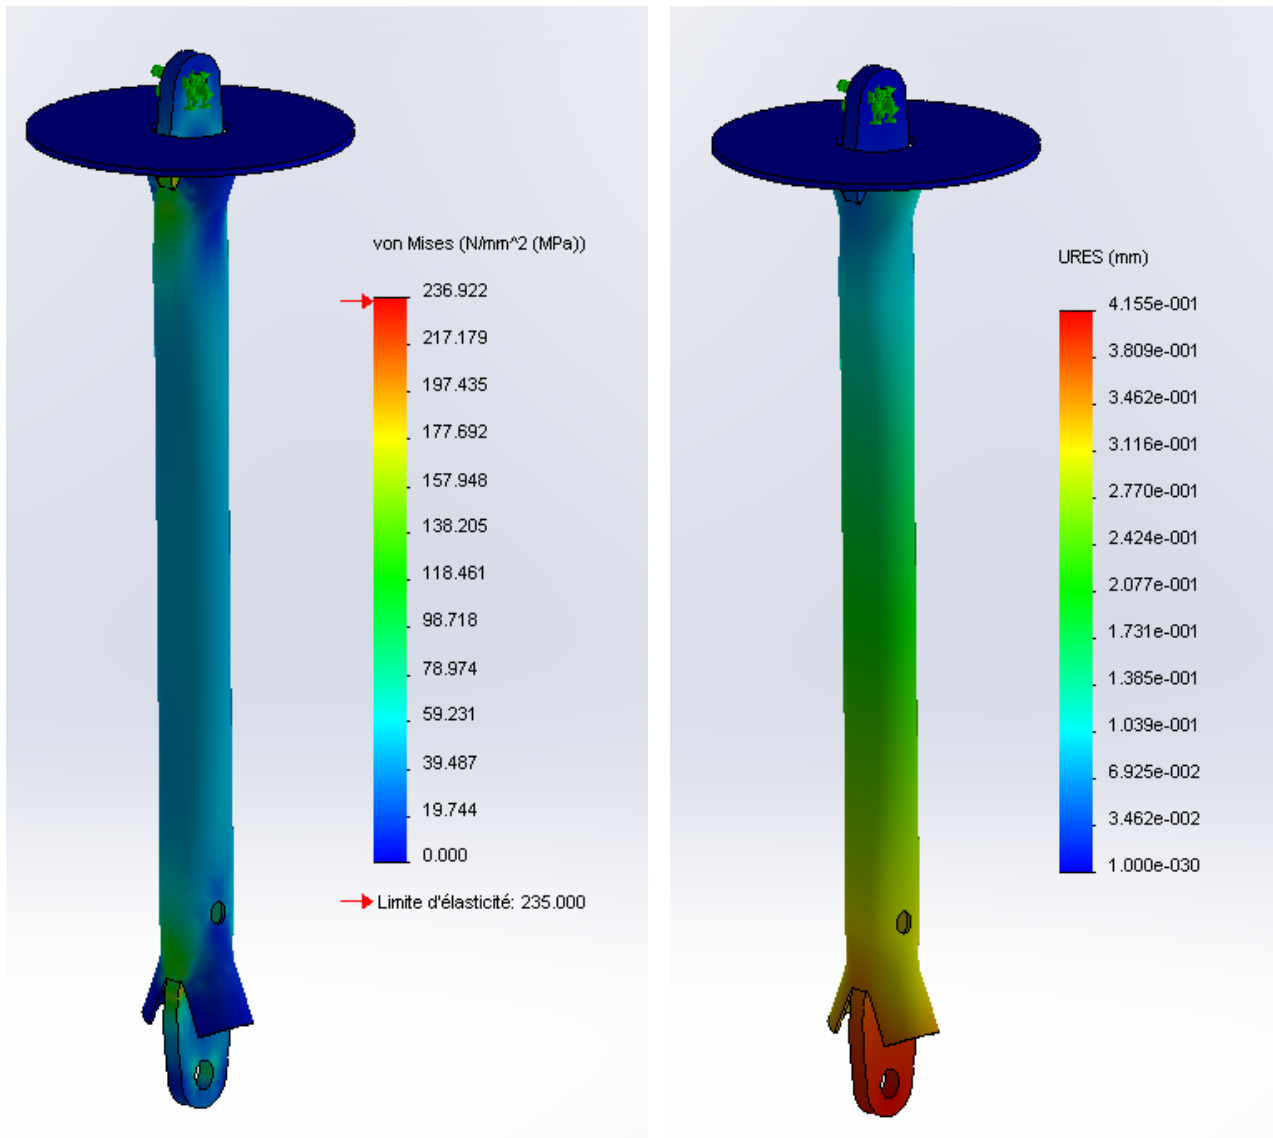 von Mises (N/mm^2 (MPa))
236.922
217.179
197.435
177.692
157.948
138.205
118.461
98.718
78.974
59.231
39.487
19.744
0.000
Limite d'élasticité: 235.000
URES (mm)
4.155e-001
3.809e-001
3.462e-001
3.116e-001
2.770e-001
2.424e-001
2.077e-001
1.731e-001
1.385e-001
1.039e-001
6.925e-002
3.462e-002
1.000e-030